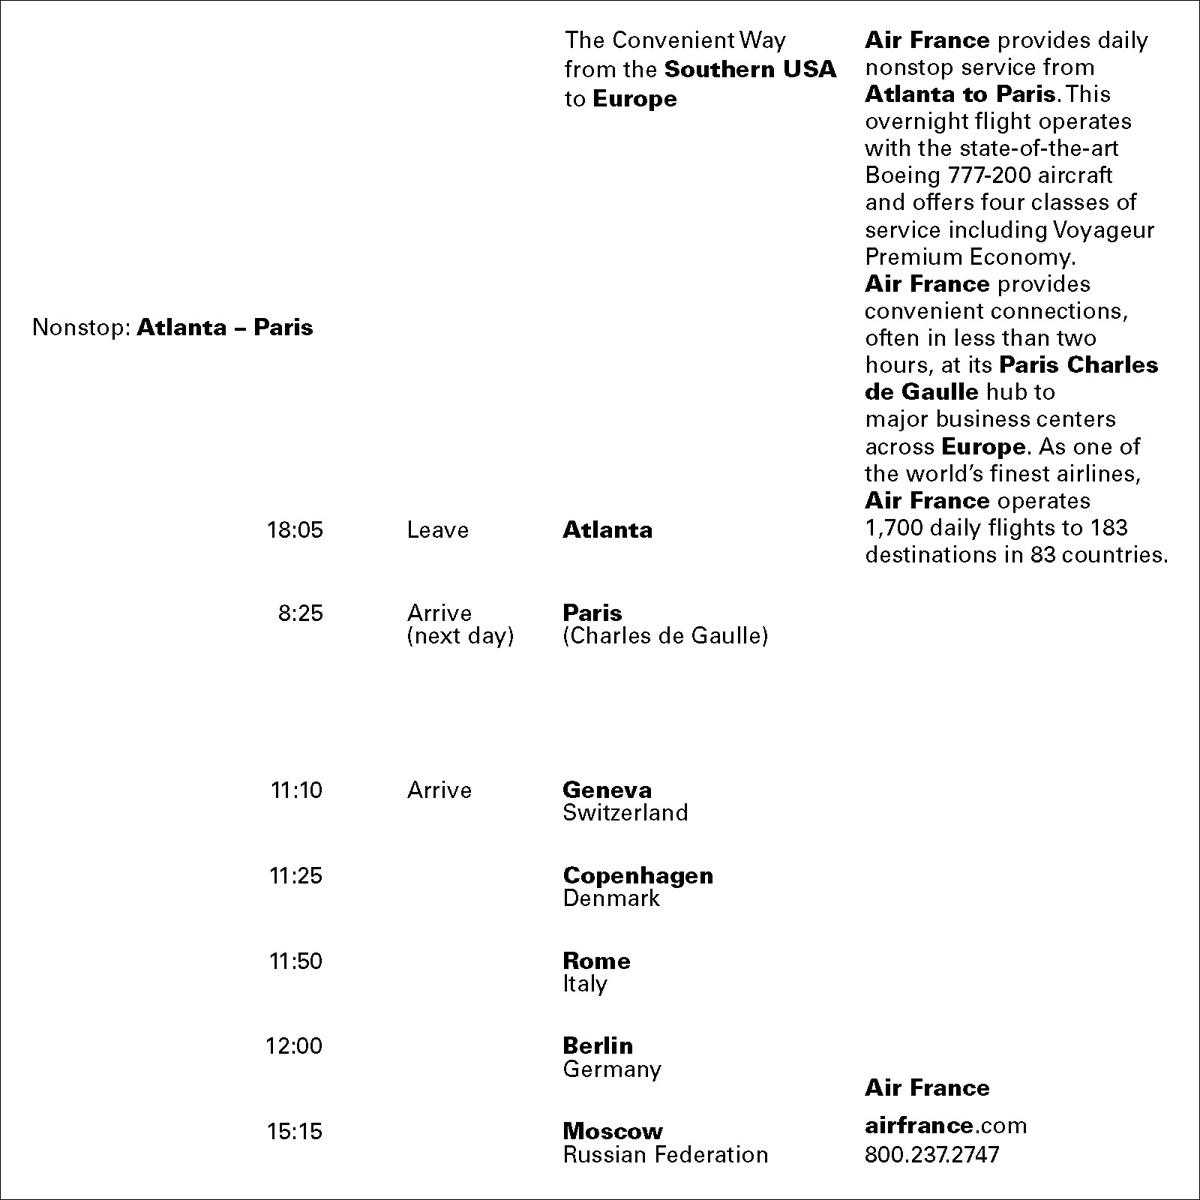 The Convenient Way
from the Southern USA
to Europe
Air France provides daily
nonstop service from
Atlanta to Paris. This
overnight flight operates
with the state-of-the-art
Boeing 777-200 aircraft
and offers four classes of
service including Voyageur
Premium Economy.
Air France provides
convenient connections,
often in less than two
hours, at its Paris Charles
de Gaulle hub to
major business centers
across Europe. As one of
the world's finest airlines,
Air France operates
1,700 daily flights to 183
destinations in 83 countries.
Nonstop: Atlanta – Paris
18:05 Leave Atlanta
8:25 Arrive Paris
(next day) (Charles de Gaulle)
11:10 Arrive Geneva
Switzerland
11:25 Copenhagen
Denmark
11:50 Rome
Italy
12:00 Berlin
Germany
15:15 Moscow
Russian Federation
Air France
airfrance.com
800.237.2747